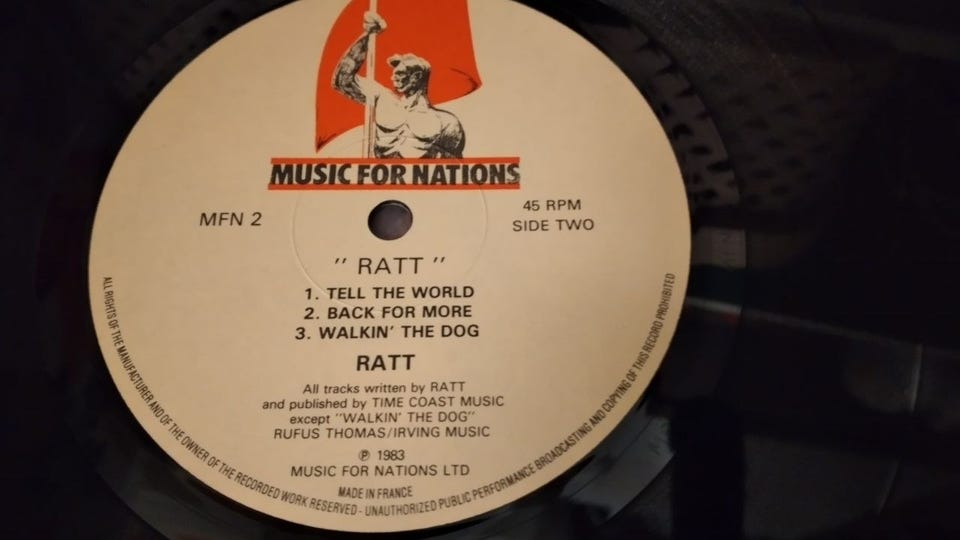 MUSIC FOR NATIONS
MFN 2
45 RPM
SIDE TWO
" RATT "
1. TELL THE WORLD
2. BACK FOR MORE
3. WALKIN' THE DOG
RATT
All tracks written by RATT
and published by TIME COAST MUSIC
except "WALKIN' THE DOG"
RUFUS THOMAS/IRVING MUSIC
℗ 1983
MUSIC FOR NATIONS LTD
MADE IN FRANCE
ALL RIGHTS OF THE MANUFACTURER AND OF THE OWNER OF THE RECORDED WORK RESERVED - UNAUTHORIZED PUBLIC PERFORMANCE BROADCASTING AND COPYING OF THIS RECORD PROHIBITED